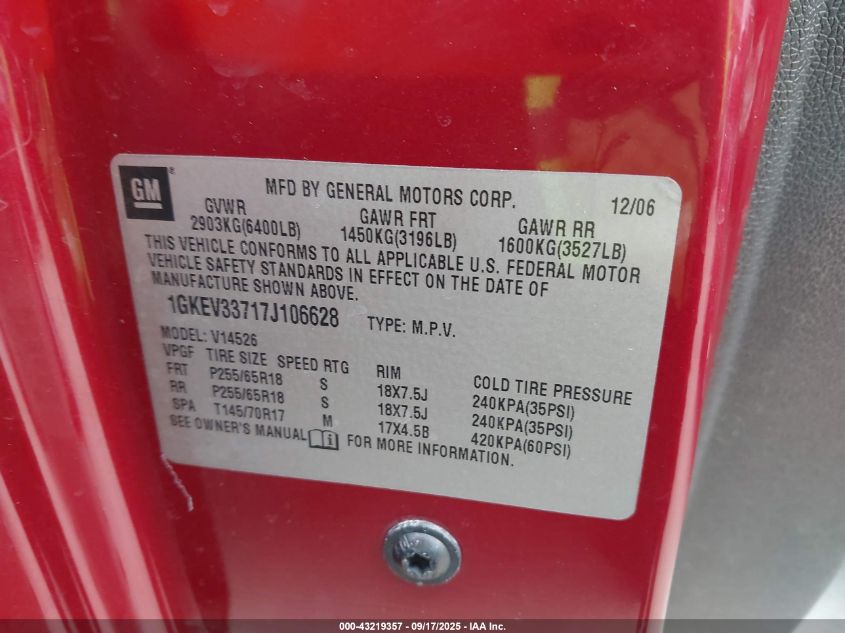 GM ®
MFD BY GENERAL MOTORS CORP. 12/06
GVWR GAWR FRT GAWR RR
2903KG(6400LB) 1450KG(3196LB) 1600KG(3527LB)
THIS VEHICLE CONFORMS TO ALL APPLICABLE U.S. FEDERAL MOTOR
VEHICLE SAFETY STANDARDS IN EFFECT ON THE DATE OF
MANUFACTURE SHOWN ABOVE.
1GKEV33717J106628 TYPE: M.P.V.
MODEL: V14526
VPGF TIRE SIZE SPEED RTG RIM COLD TIRE PRESSURE
FRT P255/65R18 S 18X7.5J 240KPA(35PSI)
RR P255/65R18 S 18X7.5J 240KPA(35PSI)
SPA T145/70R17 M 17X4.5B 420KPA(60PSI)
SEE OWNER'S MANUAL i FOR MORE INFORMATION.
000-43219357 - 09/17/2025 - IAA Inc.